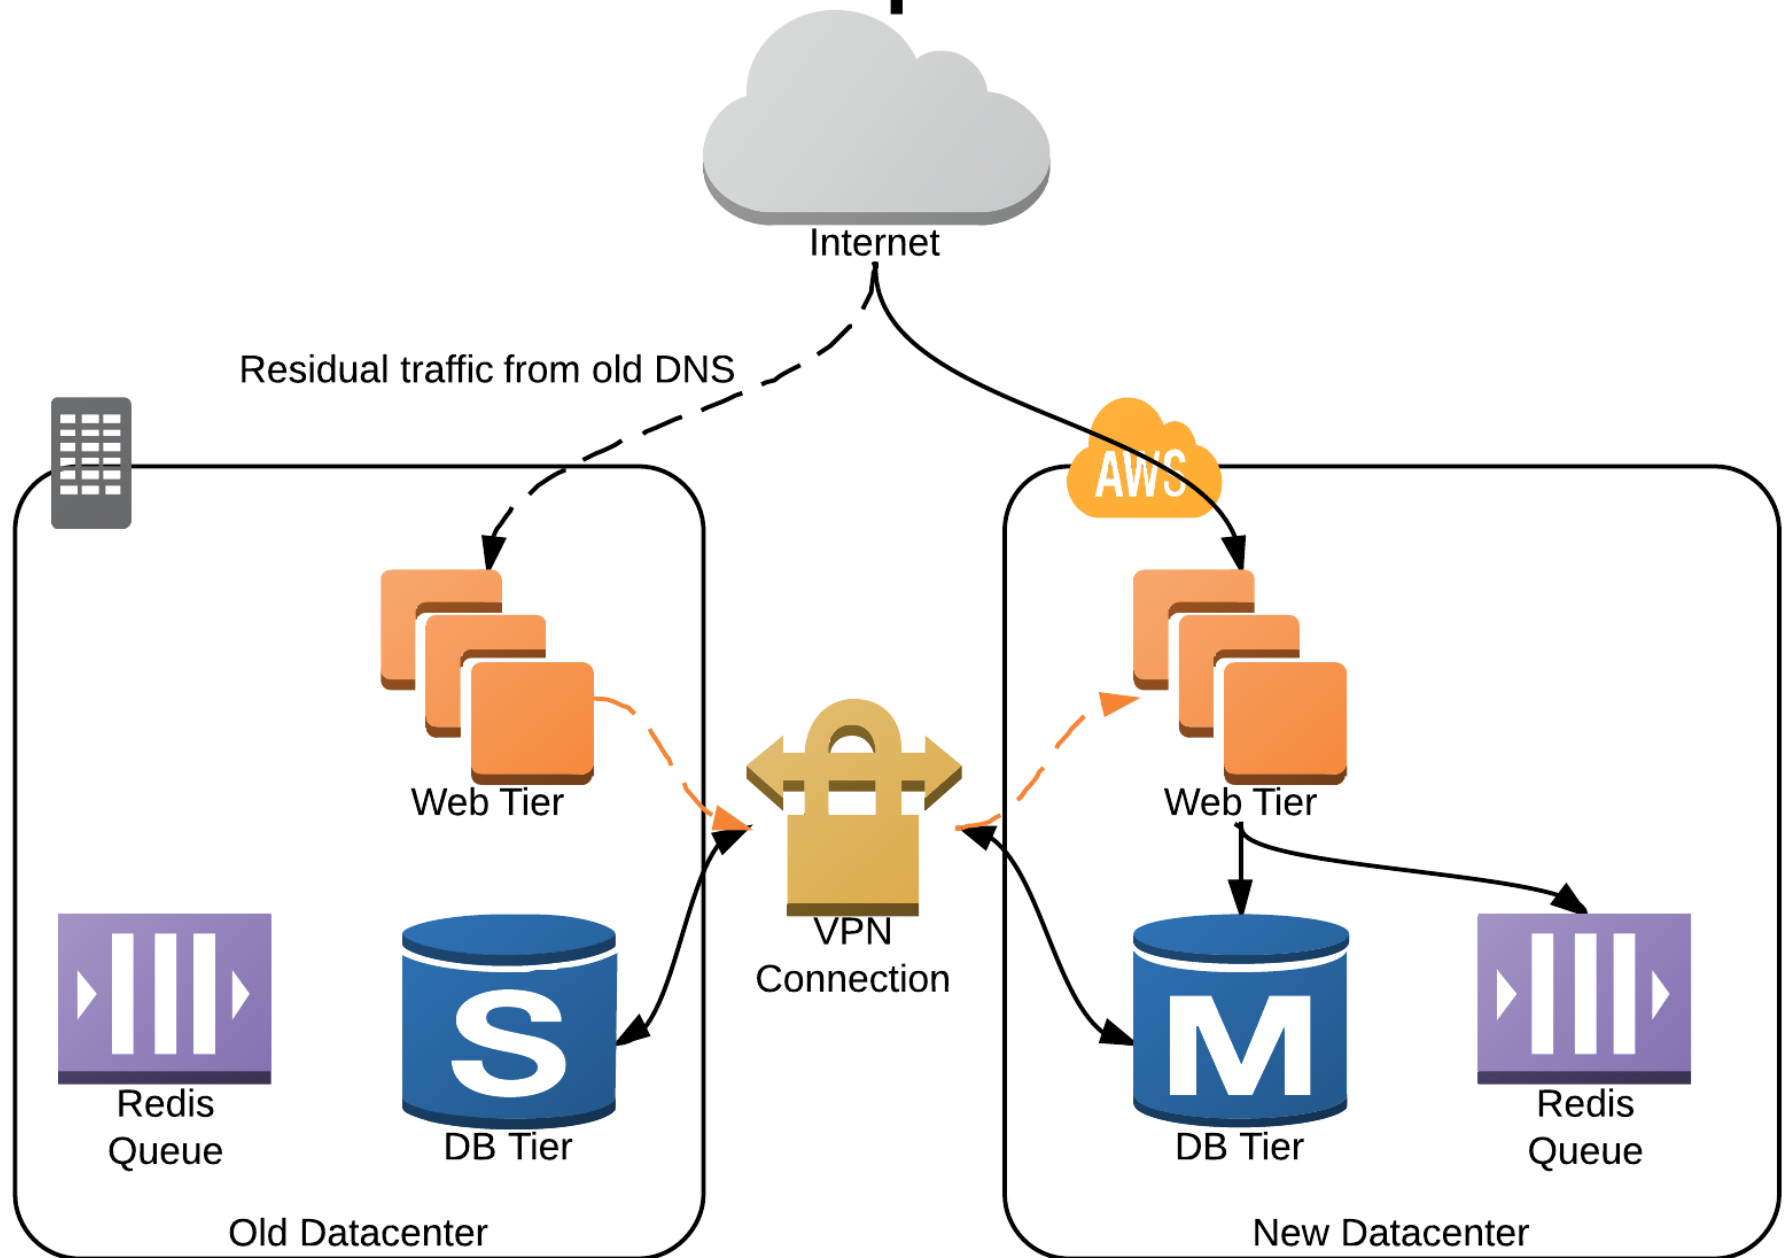 Internet
Residual traffic from old DNS
AWS
Web Tier
Web Tier
VPN
Connection
S
M
Redis
Queue
DB Tier
DB Tier
Redis
Queue
Old Datacenter
New Datacenter